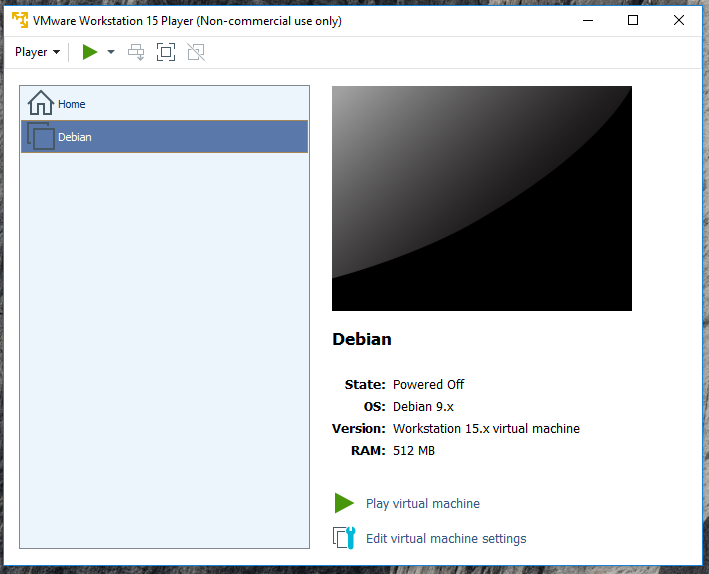 VMware Workstation 15 Player (Non-commercial use only)
Player
Home
Debian
Debian
State: Powered Off
OS: Debian 9.x
Version: Workstation 15.x virtual machine
RAM: 512 MB
Play virtual machine
Edit virtual machine settings